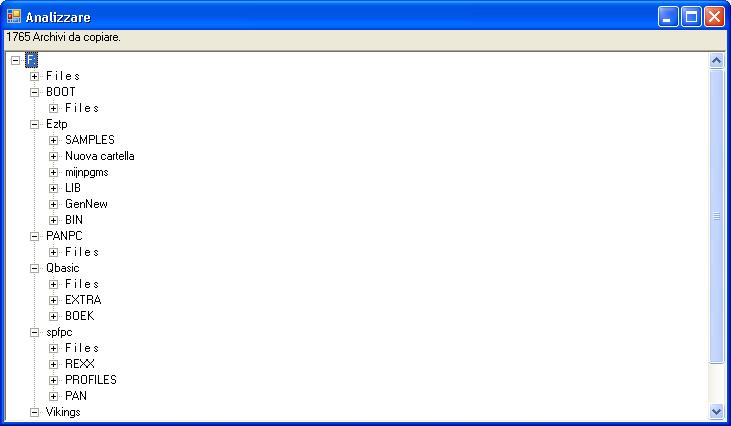 Analizzare
1765 Archivi da copiare.
F:
F i l e s
BOOT
F i l e s
Eztp
SAMPLES
Nuova cartella
mijnpgms
LIB
GenNew
BIN
PANPC
F i l e s
Qbasic
F i l e s
EXTRA
BOEK
spfpc
F i l e s
REXX
PROFILES
PAN
Vikings